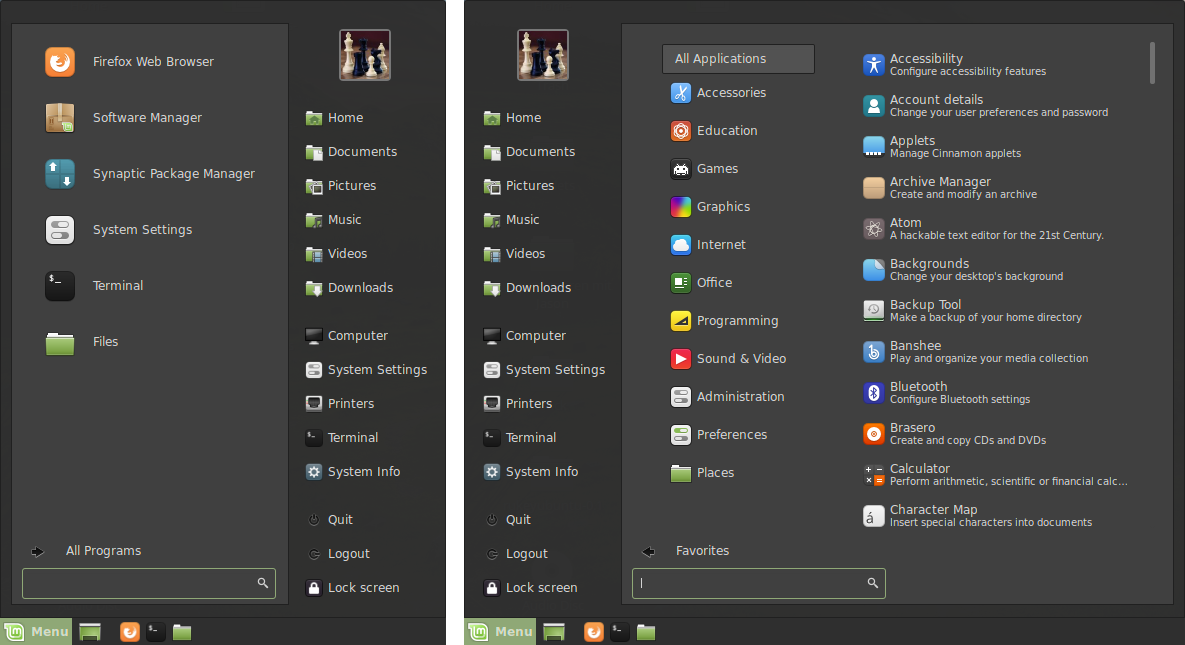 Firefox Web Browser
Software Manager
Synaptic Package Manager
System Settings
Terminal
Files
All Programs
Home
Documents
Pictures
Music
Videos
Downloads
Computer
System Settings
Printers
Terminal
System Info
Quit
Logout
Lock screen
Menu
Home
Documents
Pictures
Music
Videos
Downloads
Computer
System Settings
Printers
Terminal
System Info
Quit
Logout
Lock screen
All Applications
Accessories
Education
Games
Graphics
Internet
Office
Programming
Sound & Video
Administration
Preferences
Places
Favorites
Accessibility
Configure accessibility features
Account details
Change your user preferences and password
Applets
Manage Cinnamon applets
Archive Manager
Create and modify an archive
Atom
A hackable text editor for the 21st Century.
Backgrounds
Change your desktop's background
Backup Tool
Make a backup of your home directory
Banshee
Play and organize your media collection
Bluetooth
Configure Bluetooth settings
Brasero
Create and copy CDs and DVDs
Calculator
Perform arithmetic, scientific or financial calc...
Character Map
Insert special characters into documents
Menu